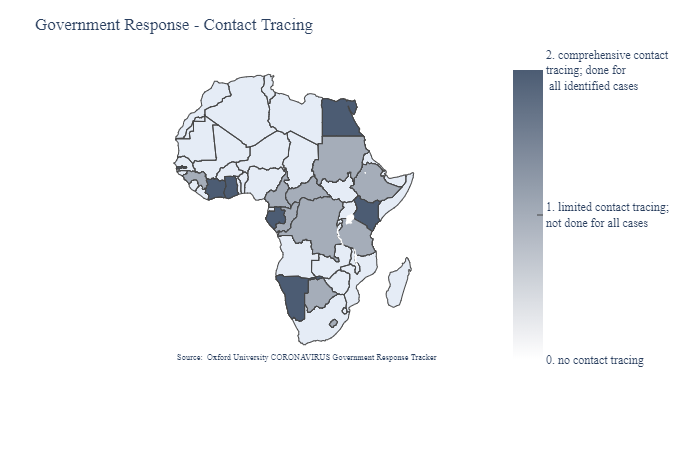 Government Response - Contact Tracing
2. comprehensive contact
tracing; done for
all identified cases
1. limited contact tracing;
not done for all cases
0. no contact tracing
Source: Oxford University CORONAVIRUS Government Response Tracker